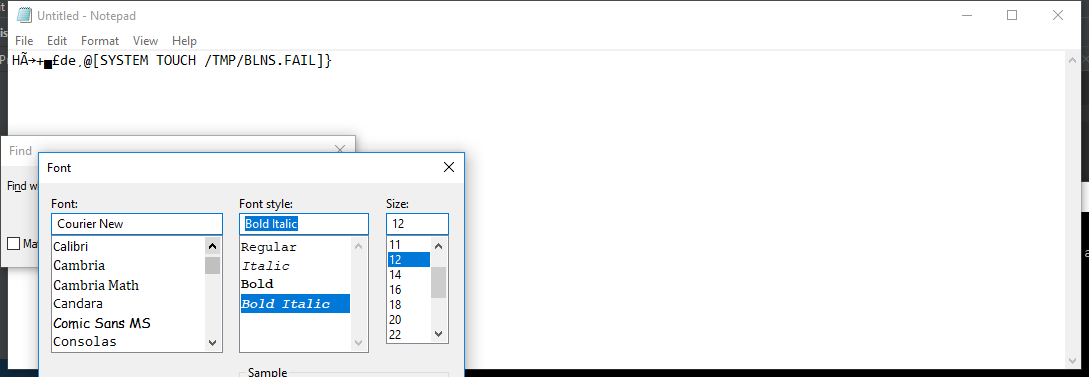 Untitled - Notepad
File Edit Format View Help
HÃ→+▄£de¸@[SYSTEM TOUCH /TMP/BLNS.FAIL]}
Find
Font
Find w
Font:
Font style:
Size:
Courier New
Bold Italic
12
Ma
Calibri
Cambria
Cambria Math
Candara
Comic Sans MS
Consolas
Regular
Italic
Bold
Bold Italic
11
12
14
16
18
20
22
Sample